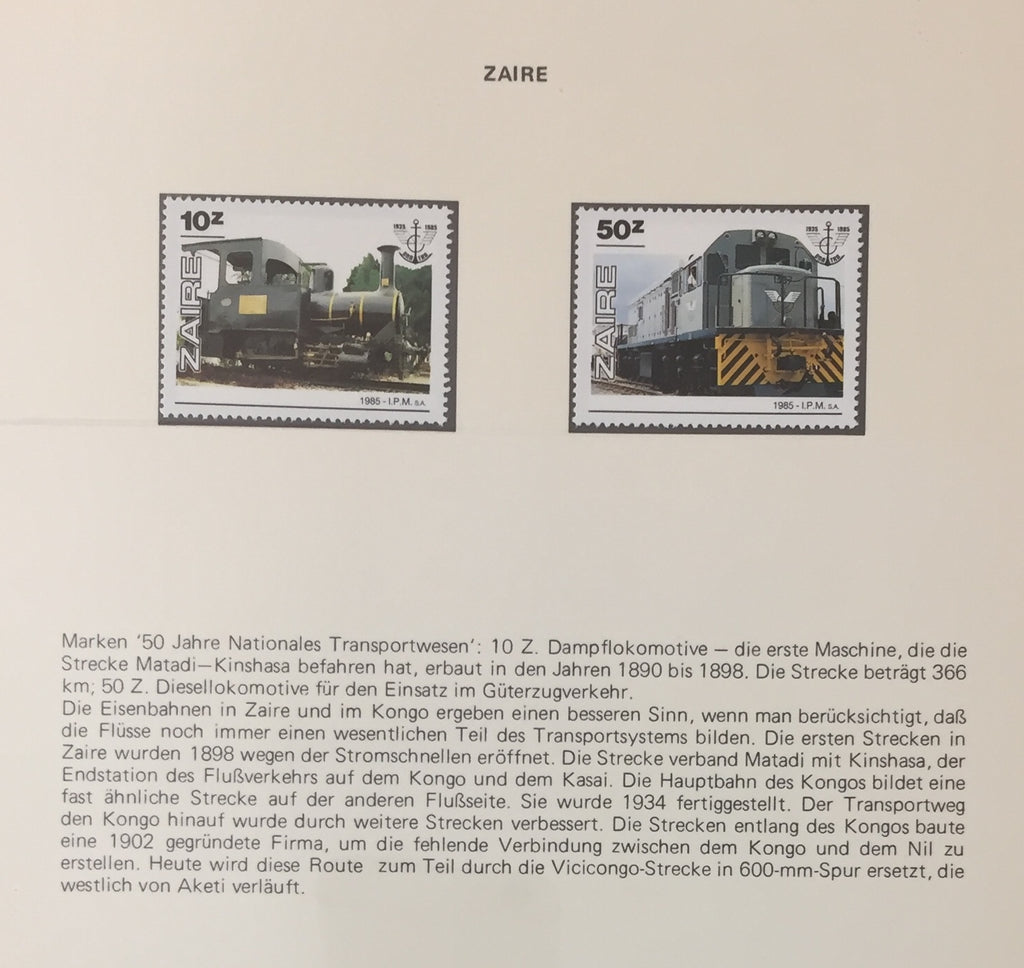 ZAIRE
10Z
1935 1985
ZAIRE
1985 - I.P.M. S.A.
50Z
1935 1985
ZAIRE
1985 - I.P.M. S.A.
Marken '50 Jahre Nationales Transportwesen': 10 Z. Dampflokomotive – die erste Maschine, die die
Strecke Matadi–Kinshasa befahren hat, erbaut in den Jahren 1890 bis 1898. Die Strecke beträgt 366
km; 50 Z. Diesellokomotive für den Einsatz im Güterzugverkehr.
Die Eisenbahnen in Zaire und im Kongo ergeben einen besseren Sinn, wenn man berücksichtigt, daß
die Flüsse noch immer einen wesentlichen Teil des Transportsystems bilden. Die ersten Strecken in
Zaire wurden 1898 wegen der Stromschnellen eröffnet. Die Strecke verband Matadi mit Kinshasa, der
Endstation des Flußverkehrs auf dem Kongo und dem Kasai. Die Hauptbahn des Kongos bildet eine
fast ähnliche Strecke auf der anderen Flußseite. Sie wurde 1934 fertiggestellt. Der Transportweg
den Kongo hinauf wurde durch weitere Strecken verbessert. Die Strecken entlang des Kongos baute
eine 1902 gegründete Firma, um die fehlende Verbindung zwischen dem Kongo und dem Nil zu
erstellen. Heute wird diese Route zum Teil durch die Vicicongo-Strecke in 600-mm-Spur ersetzt, die
westlich von Aketi verläuft.